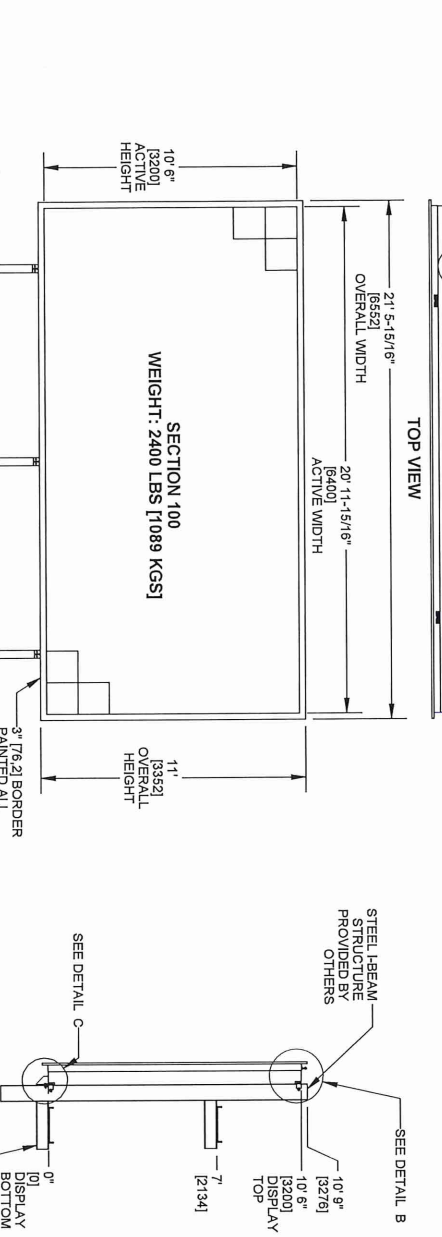 TOP VIEW
21' 5-15/16"
[6552]
OVERALL WIDTH
20' 11-15/16"
[6400]
ACTIVE WIDTH
10' 6"
[3200]
ACTIVE
HEIGHT
SECTION 100
WEIGHT: 2400 LBS [1089 KGS]
11'
[3352]
OVERALL
HEIGHT
3" [76,2] BORDER
PAINTED ALL
STEEL I-BEAM
STRUCTURE
PROVIDED BY
OTHERS
SEE DETAIL B
10' 9"
[3276]
10' 6"
[3200]
DISPLAY
TOP
7'
[2134]
SEE DETAIL C
0"
[0]
DISPLAY
BOTTOM